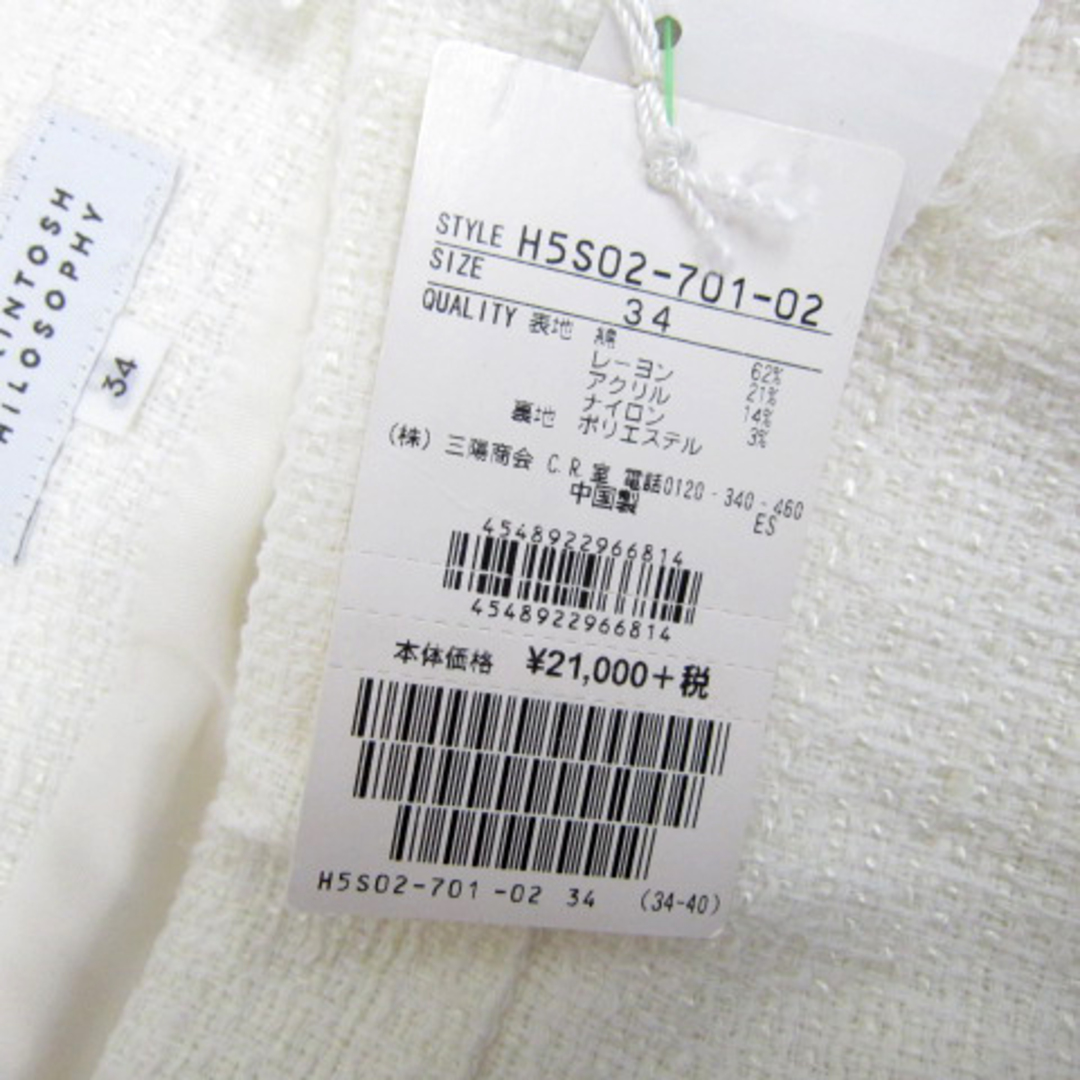 INTOSH
HILOSOPHY
34
STYLE H5S02-701-02
SIZE 34
QUALITY 表地 綿 62%
レーヨン 21%
アクリル 14%
ナイロン 3%
裏地 ポリエステル
(株) 三陽商会 C.R.室 電話0120-340-460
中国製 ES
4548922966814
4548922966814
本体価格 ¥21,000+税
H5S02-701-02 34 (34-40)